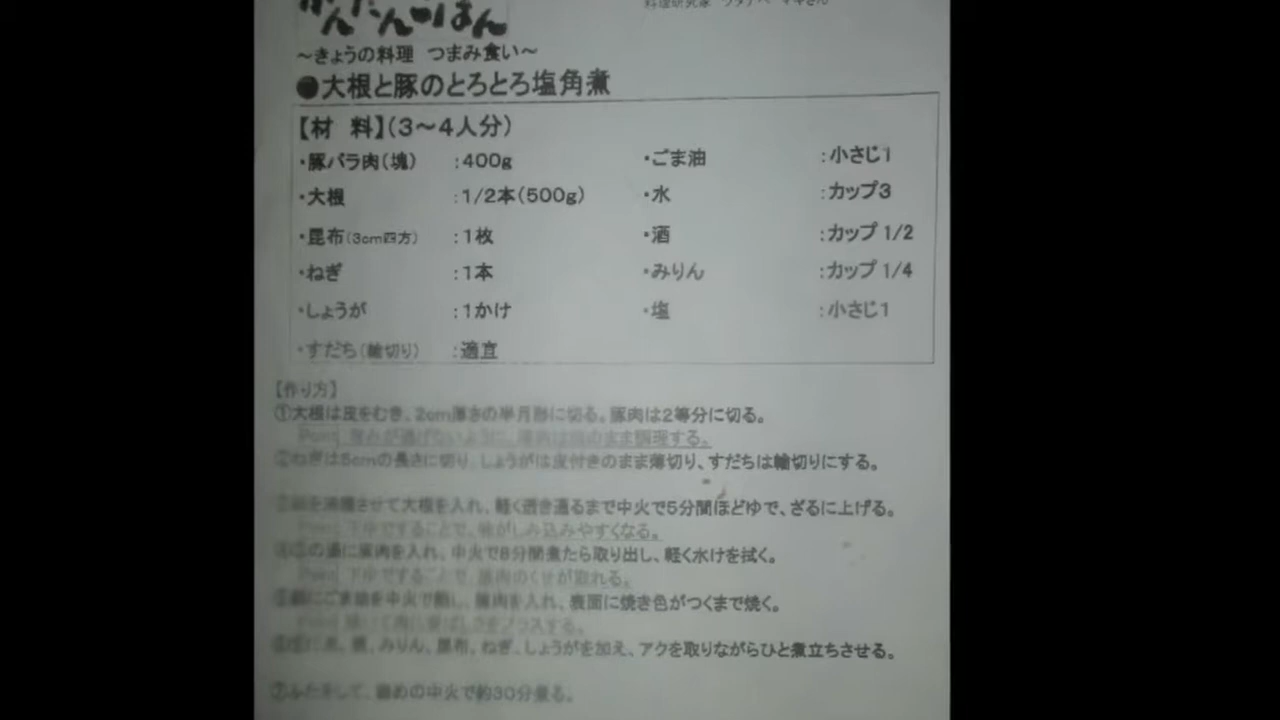 かんたんごはん
～きょうの料理 つまみ食い～
●大根と豚のとろとろ塩角煮
【材 料】(3～4人分)
・豚バラ肉(塊) :400g ・ごま油 :小さじ1
・大根 :1/2本(500g) ・水 :カップ3
・昆布(3cm四方) :1枚 ・酒 :カップ1/2
・ねぎ :1本 ・みりん :カップ1/4
・しょうが :1かけ ・塩 :小さじ1
・すだち(輪切り) :適宜
【作り方】
①大根は皮をむき、2cm厚さの半月形に切る。豚肉は2等分に切る。
Point 調理する。
②ねぎは5cmの長さに切り、しょうがは皮付きのまま薄切り、すだちは輪切りにする。
沸騰させて大根を入れ、軽く透き通るまで中火で5分間ほどゆで、ざるに上げる。
Point 下ゆですることで、味がしみ込みやすくなる。
の湯に豚肉を入れ、中火で8分間煮たら取り出し、軽く水けを拭く。
Point 下ゆですることで、豚肉のくせが取れる。
にごま油を中火で熱し、豚肉を入れ、表面に焼き色がつくまで焼く。
水、酒、みりん、昆布、ねぎ、しょうがを加え、アクを取りながらひと煮立ちさせる。
⑦ふたをして、弱めの中火で約30分煮る。